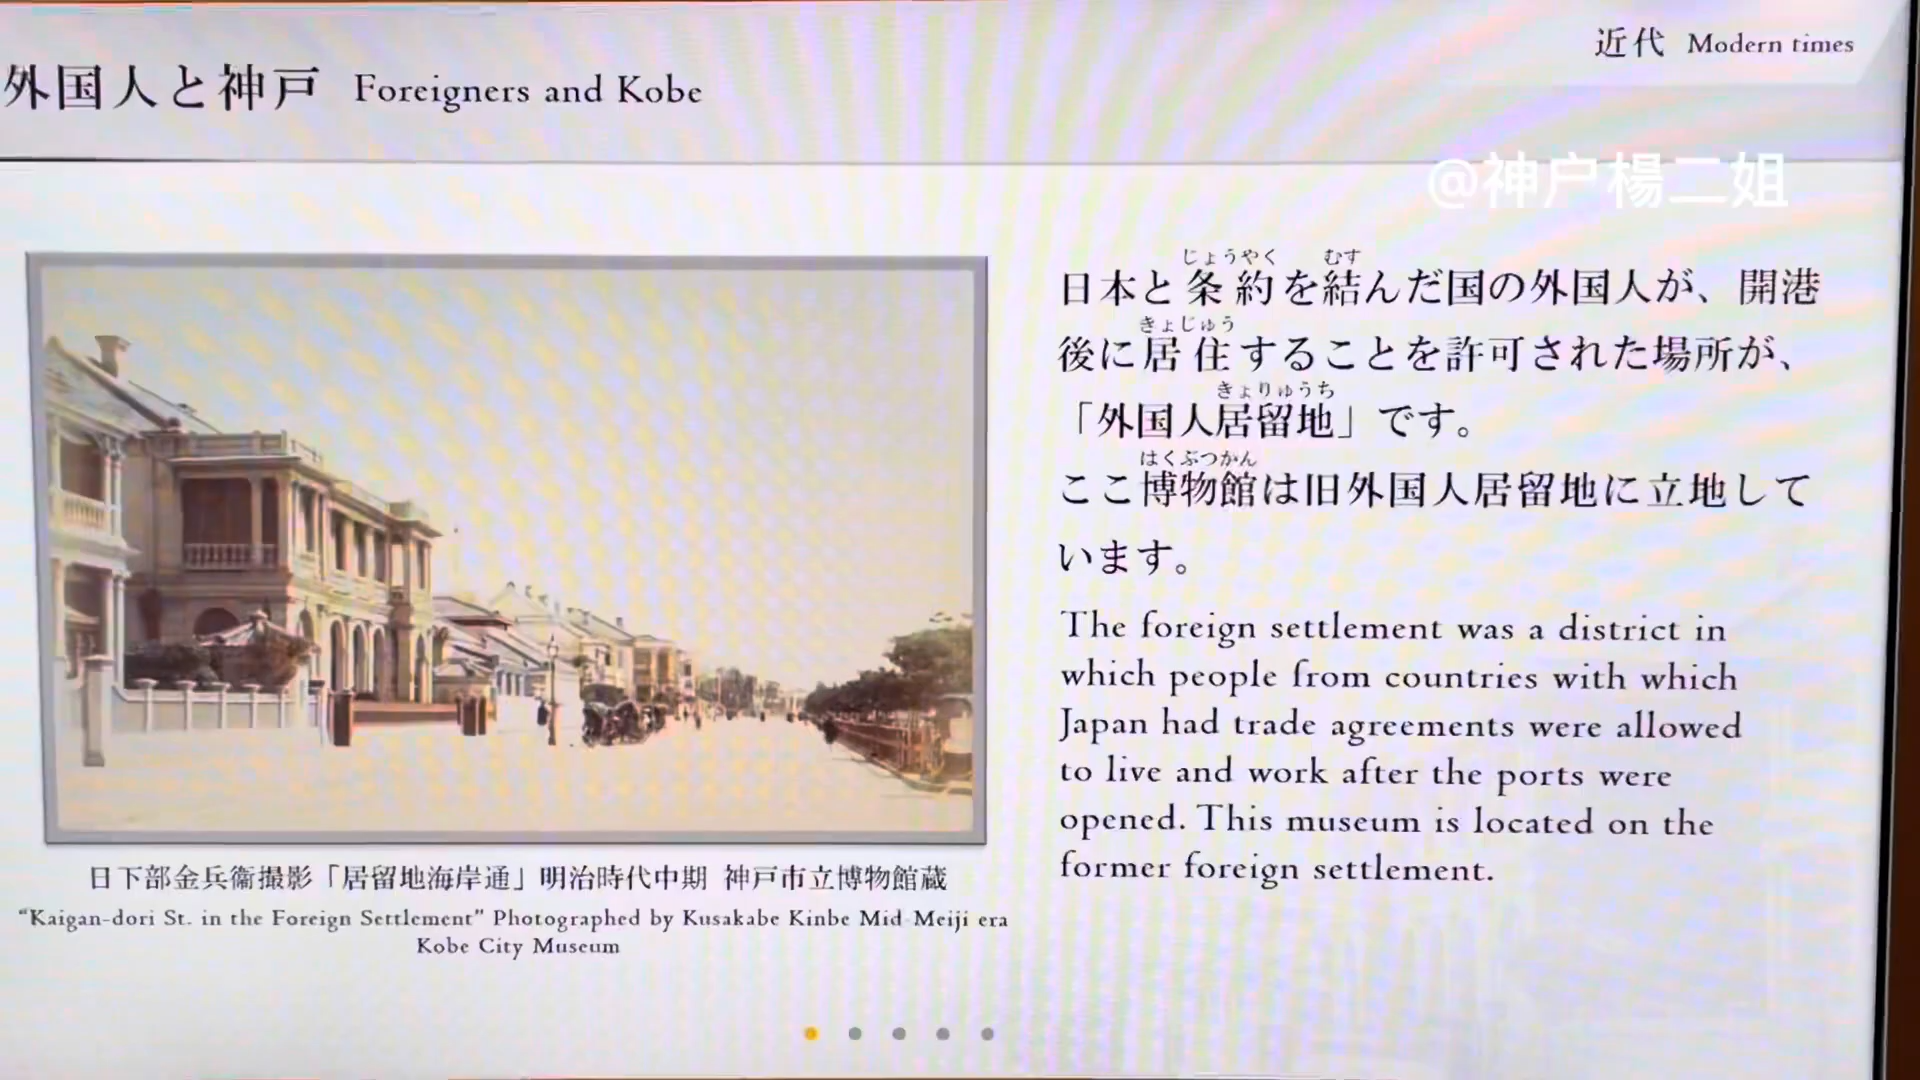 近代 Modern times
外国人と神戸 Foreigners and Kobe
@神户楊二姐
じょうやく むす
日本と条約を結んだ国の外国人が、開港
きょじゅう
後に居住することを許可された場所が、
きょりゅうち
「外国人居留地」です。
はくぶつかん
ここ博物館は旧外国人居留地に立地して
います。
The foreign settlement was a district in
which people from countries with which
Japan had trade agreements were allowed
to live and work after the ports were
opened. This museum is located on the
former foreign settlement.
日下部金兵衞撮影「居留地海岸通」明治時代中期 神戸市立博物館蔵
“Kaigan-dori St. in the Foreign Settlement” Photographed by Kusakabe Kinbe Mid Meiji era
Kobe City Museum